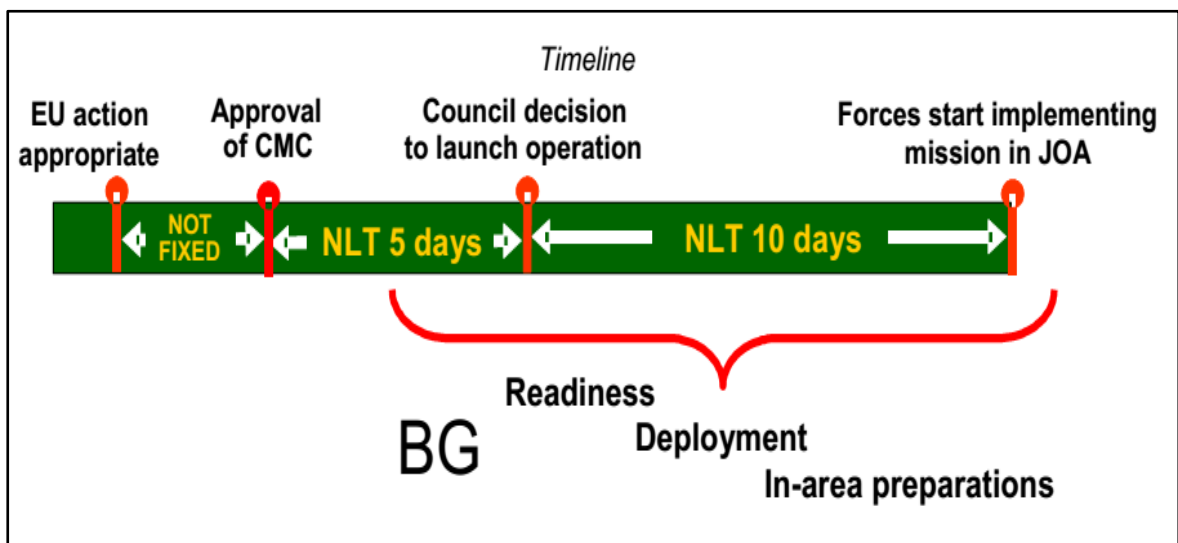 Timeline
EU action
appropriate
Approval
of CMC
Council decision
to launch operation
Forces start implementing
mission in JOA
NOT
FIXED
NLT 5 days
NLT 10 days
Readiness
BG
Deployment
In-area preparations